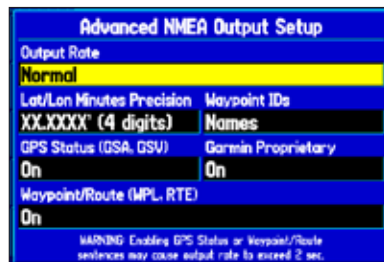 Advanced NMEA Output Setup
Output Rate
Normal
Lat/Lon Minutes Precision Waypoint IDs
XX.XXXX' (4 digits) Names
GPS Status (GSA, GSV) Garmin Proprietary
On On
Waypoint/Route (WPL, RTE)
On
WARNING: Enabling GPS Status or Waypoint/Route
sentences may cause output rate to exceed 2 sec.